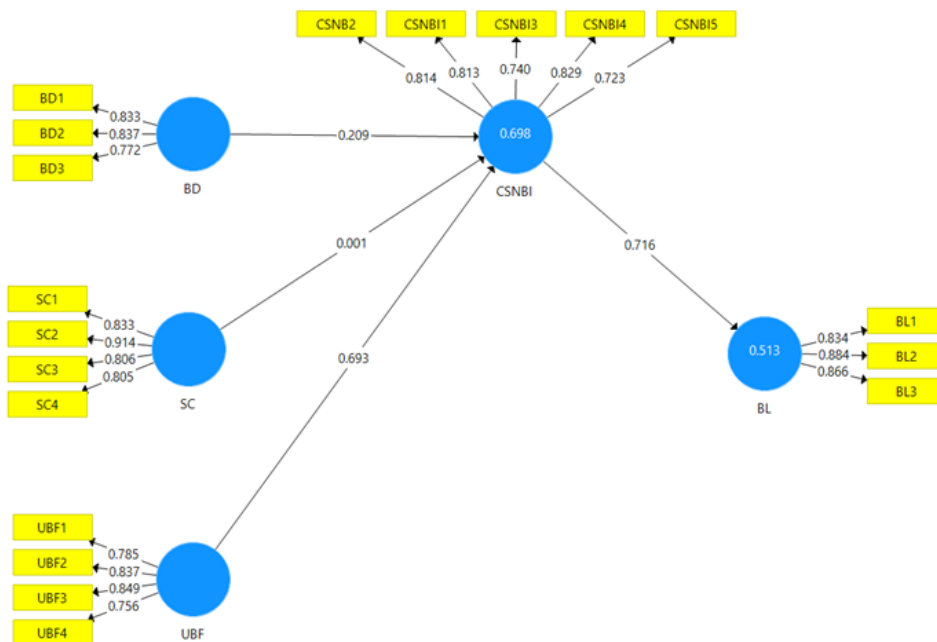 CSNB2 CSNBI1 CSNBI3 CSNBI4 CSNBI5
0.814 0.813 0.740 0.829 0.723
BD1
BD2
BD3
0.833
0.837
0.772
BD
0.209
0.698
CSNBI
0.001
0.716
SC1
SC2
SC3
SC4
0.833
0.914
0.806
0.805
SC
0.693
0.513
BL
0.834
0.884
0.866
BL1
BL2
BL3
UBF1
UBF2
UBF3
UBF4
0.785
0.837
0.849
0.756
UBF